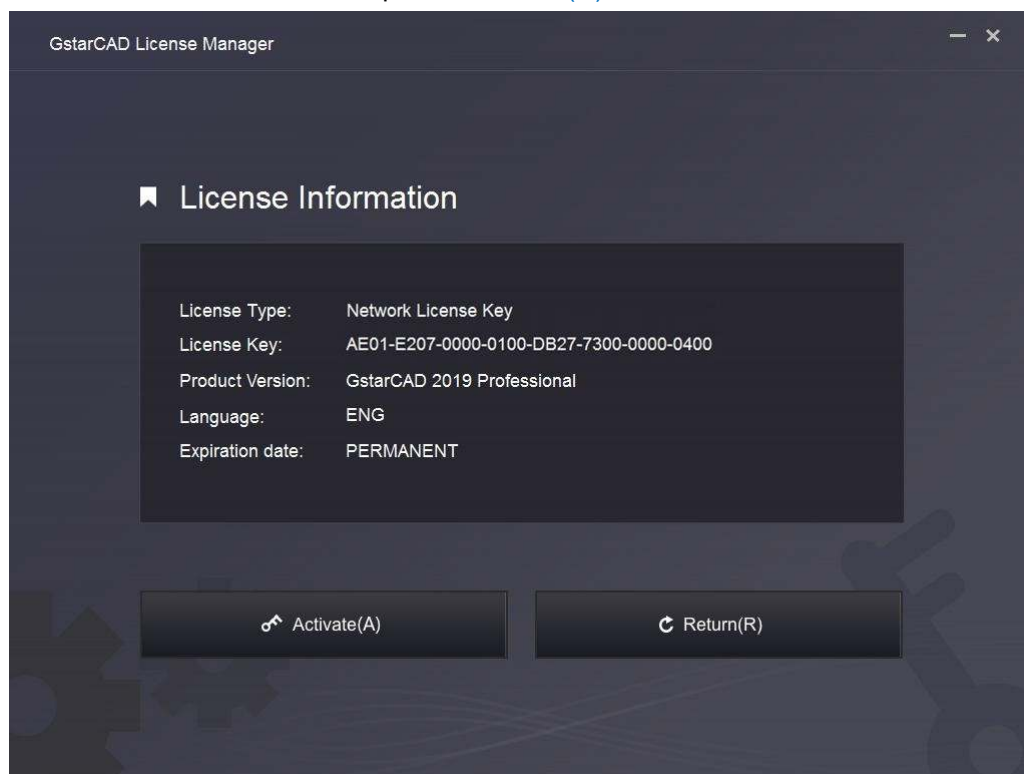 GstarCAD License Manager
License Information
License Type: Network License Key
License Key: AE01-E207-0000-0100-DB27-7300-0000-0400
Product Version: GstarCAD 2019 Professional
Language: ENG
Expiration date: PERMANENT
Activate(A) Return(R)